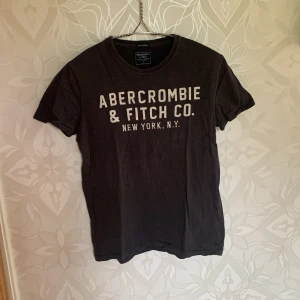 ABERCROMBIE
& FITCH CO.
NEW YORK, N.Y.